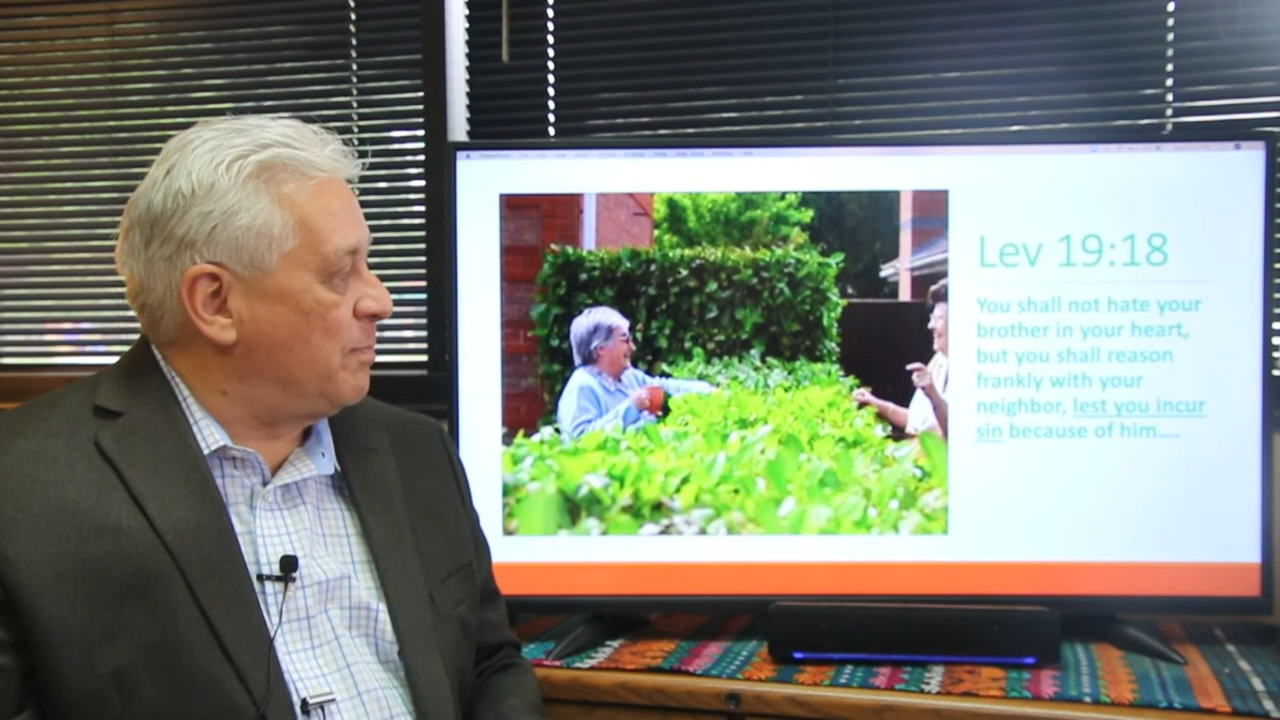 Lev 19:18
You shall not hate your
brother in your heart,
but you shall reason
frankly with your
neighbor, lest you incur
sin because of him.....